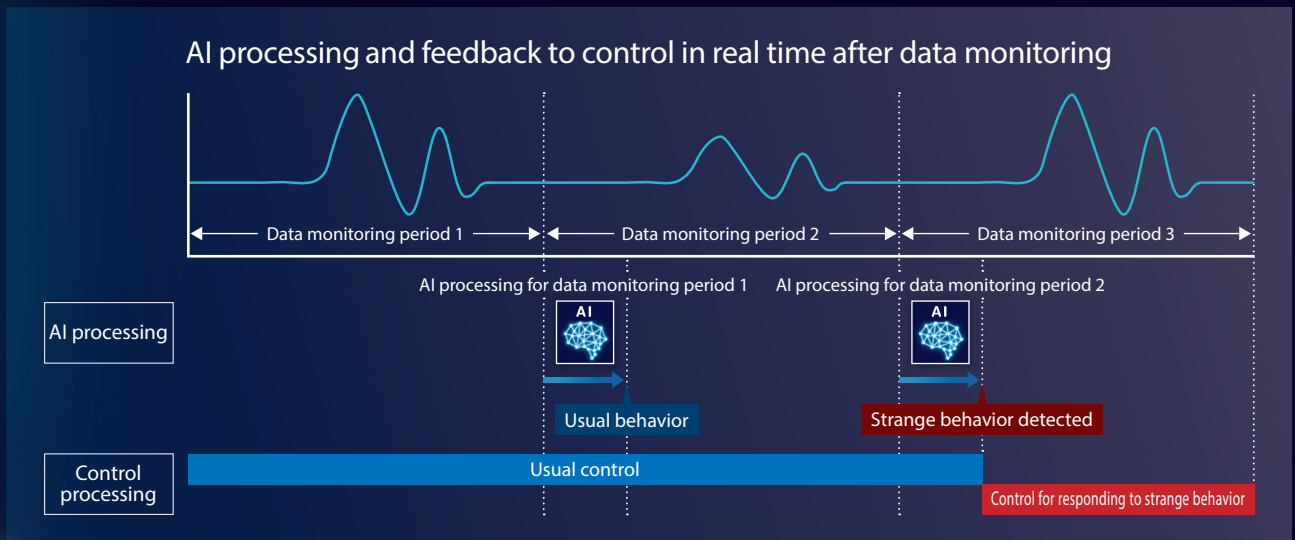 AI processing and feedback to control in real time after data monitoring
Data monitoring period 1
Data monitoring period 2
Data monitoring period 3
AI processing for data monitoring period 1
AI processing for data monitoring period 2
AI processing
AI
AI
Usual behavior
Strange behavior detected
Control
processing
Usual control
Control for responding to strange behavior